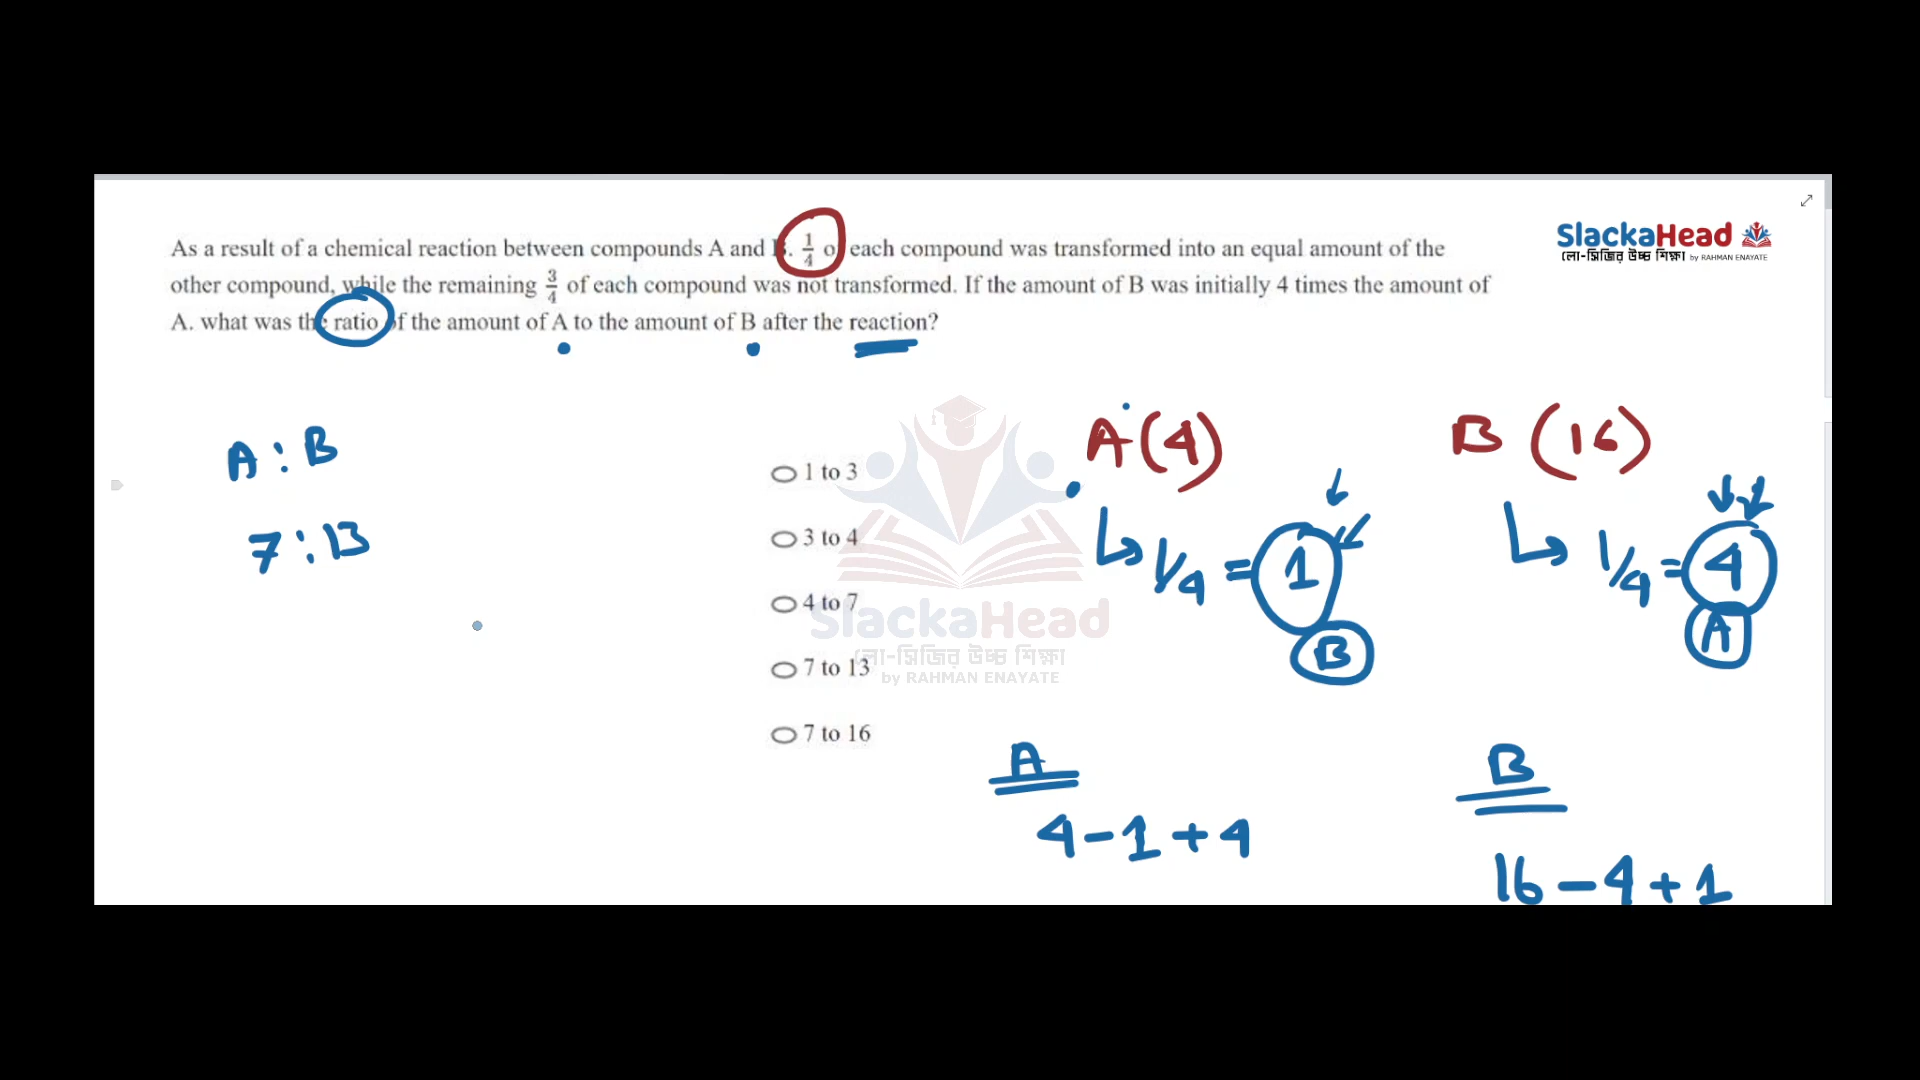 SlackaHead
লো-সিজির উচ্চ শিক্ষা by RAHMAN ENAYATE
As a result of a chemical reaction between compounds A and B. 1/4 of each compound was transformed into an equal amount of the
other compound, while the remaining 3/4 of each compound was not transformed. If the amount of B was initially 4 times the amount of
A. what was the ratio of the amount of A to the amount of B after the reaction?
A : B
7 : 13
1 to 3
3 to 4
4 to 7
7 to 13
7 to 16
A (4)
B (16)
1/4 = 1
B
1/4 = 4
A
A
4 - 1 + 4
B
16 - 4 + 1
SlackaHead
লো-সিজির উচ্চ শিক্ষা
by RAHMAN ENAYATE